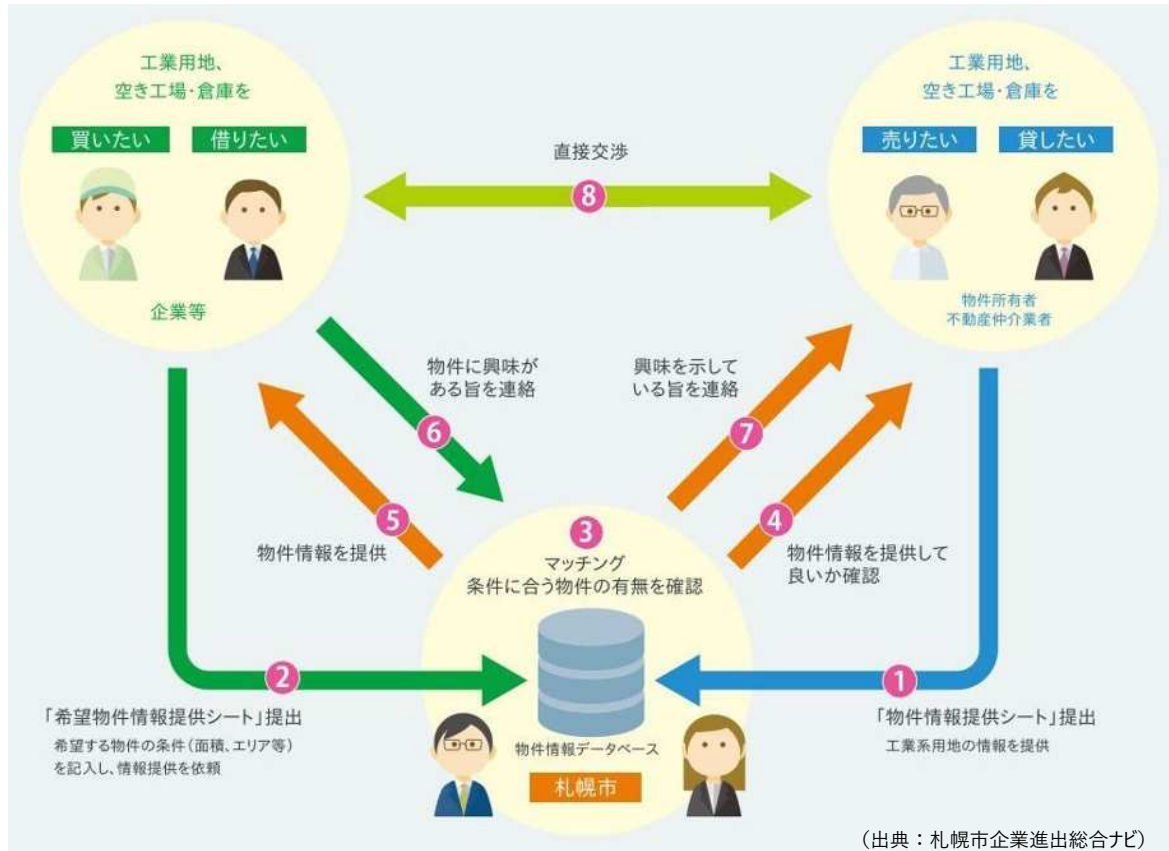 工業用地、
空き工場・倉庫を
買いたい 借りたい
企業等
工業用地、
空き工場・倉庫を
売りたい 貸したい
物件所有者
不動産仲介業者
直接交渉
8
物件に興味が
ある旨を連絡
6
興味を示して
いる旨を連絡
7
5
物件情報を提供
4
物件情報を提供して
良いか確認
3
マッチング
条件に合う物件の有無を確認
物件情報データベース
札幌市
2
「希望物件情報提供シート」提出
希望する物件の条件(面積、エリア等)
を記入し、情報提供を依頼
1
「物件情報提供シート」提出
工業系用地の情報を提供
(出典：札幌市企業進出総合ナビ)